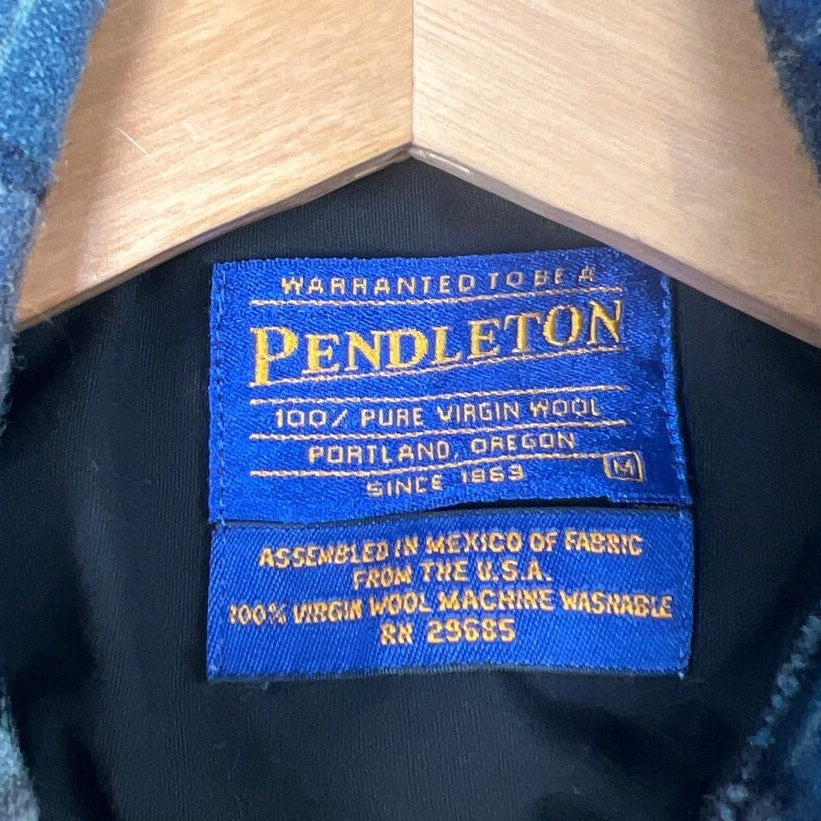 WARRANTED TO BE A
PENDLETON
100% PURE VIRGIN WOOL
PORTLAND, OREGON
SINCE 1863
M
ASSEMBLED IN MEXICO OF FABRIC
FROM THE U.S.A.
100% VIRGIN WOOL MACHINE WASHABLE
RN 29685